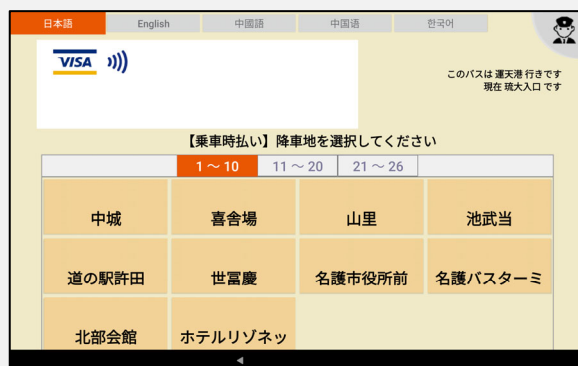 日本語
English
中國語
中国语
한국어
VISA
このバスは 運天港 行きです
現在 琉大入口 です
【乗車時払い】降車地を選択してください
1 ～ 10
11 ～ 20
21 ～ 26
中城
喜舎場
山里
池武当
道の駅許田
世冨慶
名護市役所前
名護バスターミ
北部会館
ホテルリゾネッ